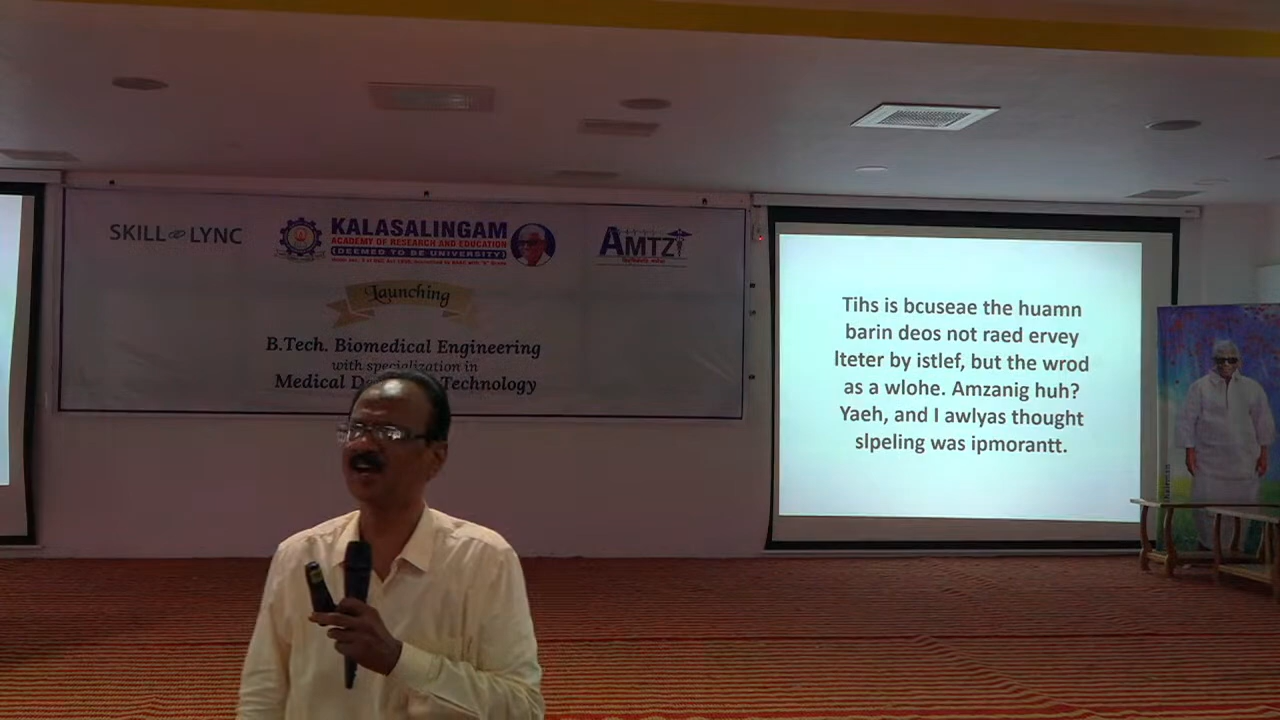 SKILL LYNC
KALASALINGAM
ACADEMY OF RESEARCH AND EDUCATION
(DEEMED TO BE UNIVERSITY)
AMTZ
Launching
B.Tech. Biomedical Engineering
with specialization in
Medical Technology
Tihs is bcuseae the huamn
barin deos not raed ervey
lteter by istlef, but the wrod
as a wlohe. Amzanig huh?
Yaeh, and I awlyas thought
slpeling was ipmorantt.